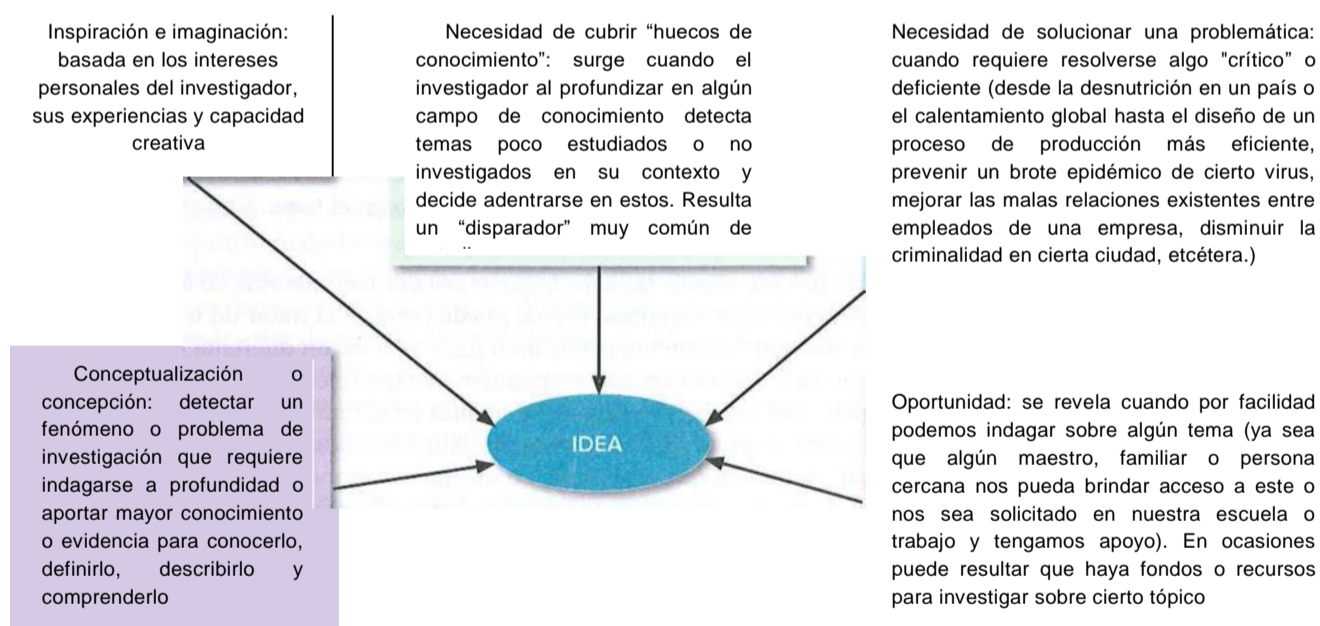 Inspiración e imaginación:
basada en los intereses
personales del investigador,
sus experiencias y capacidad
creativa
Necesidad de cubrir “huecos de
conocimiento”: surge cuando el
investigador al profundizar en algún
campo de conocimiento detecta
temas poco estudiados o no
investigados en su contexto y
decide adentrarse en estos. Resulta
un “disparador” muy común de
Necesidad de solucionar una problemática:
cuando requiere resolverse algo "crítico” o
deficiente (desde la desnutrición en un país o
el calentamiento global hasta el diseño de un
proceso de producción más eficiente,
prevenir un brote epidémico de cierto virus,
mejorar las malas relaciones existentes entre
empleados de una empresa, disminuir la
criminalidad en cierta ciudad, etcétera.)
Conceptualización o
concepción: detectar un
fenómeno o problema de
investigación que requiere
indagarse a profundidad o
aportar mayor conocimiento
o evidencia para conocerlo,
definirlo, describirlo y
comprenderlo
IDEA
Oportunidad: se revela cuando por facilidad
podemos indagar sobre algún tema (ya sea
que algún maestro, familiar o persona
cercana nos pueda brindar acceso a este o
nos sea solicitado en nuestra escuela o
trabajo y tengamos apoyo). En ocasiones
puede resultar que haya fondos o recursos
para investigar sobre cierto tópico